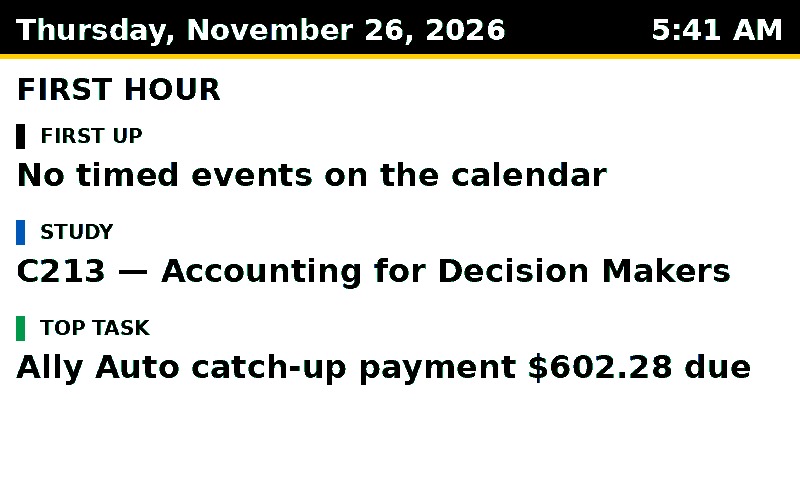 Thursday, November 26, 2026 5:41 AM
FIRST HOUR
FIRST UP
No timed events on the calendar
STUDY
C213 — Accounting for Decision Makers
TOP TASK
Ally Auto catch-up payment $602.28 due